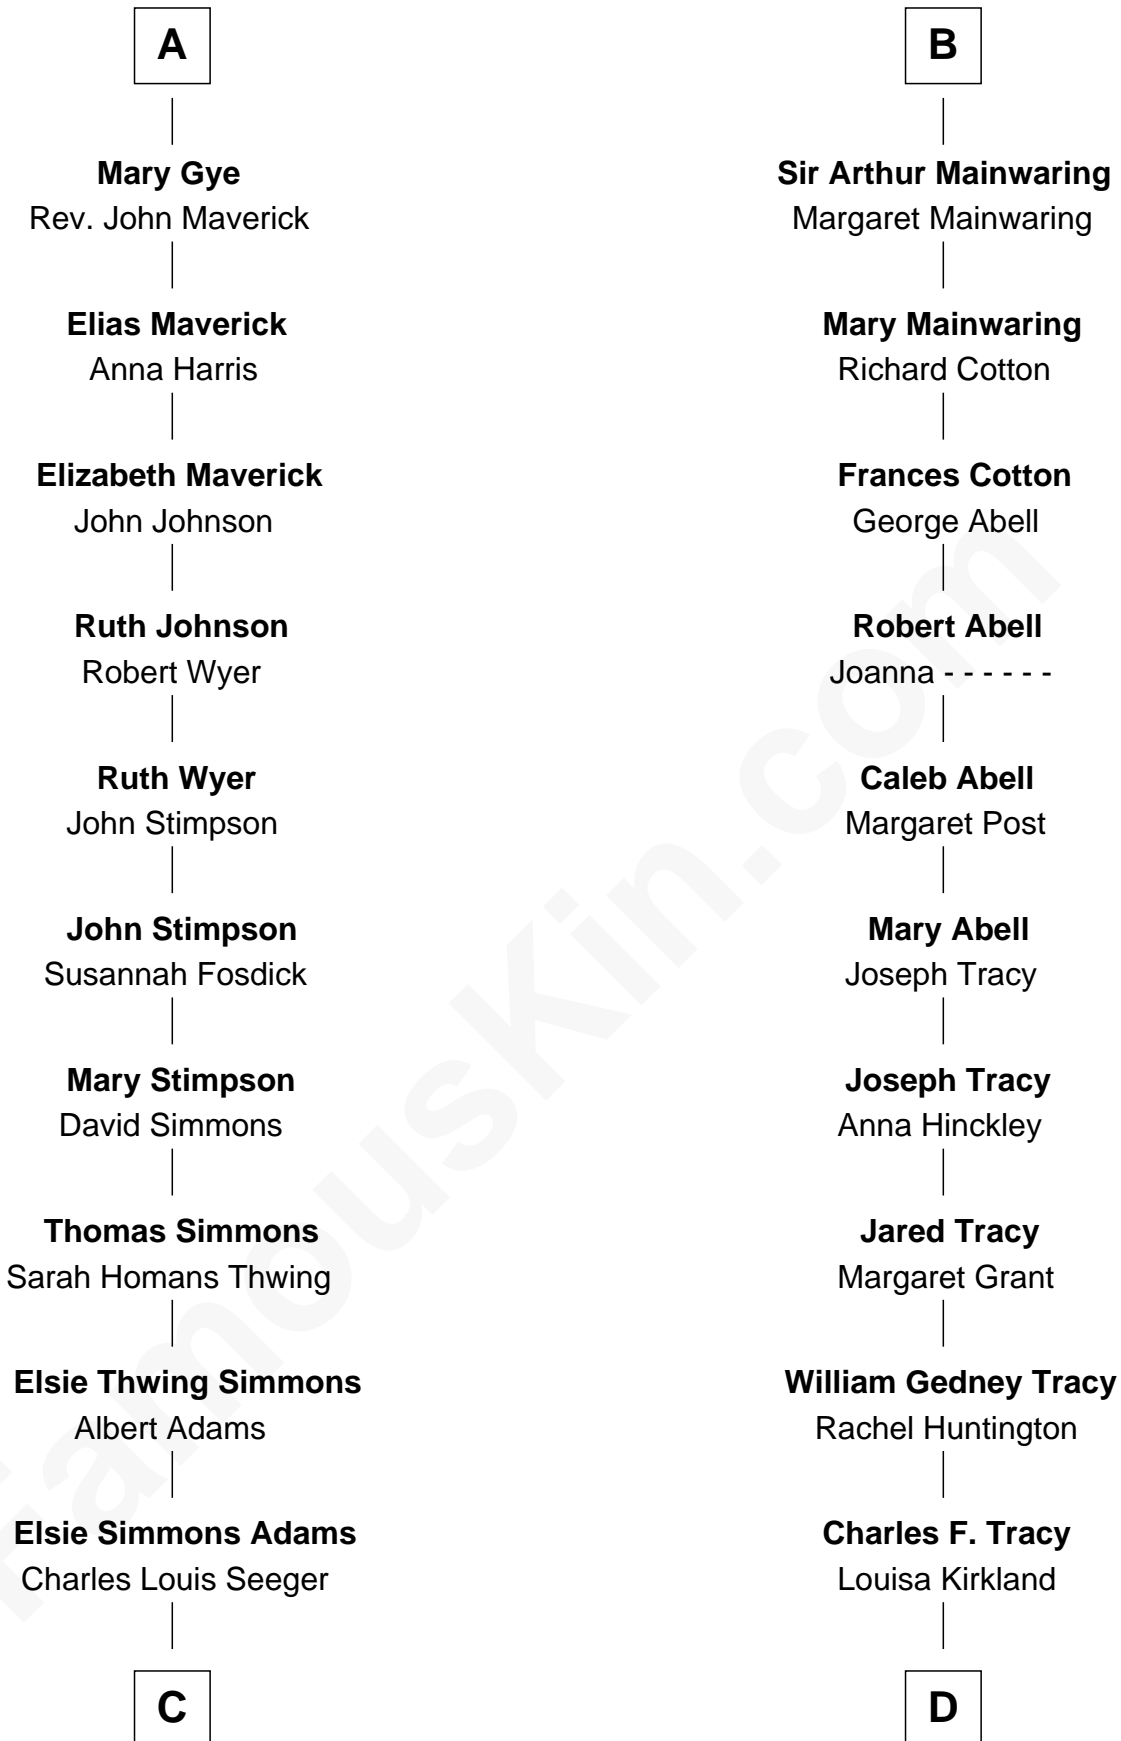 A
Mary Gye
Rev. John Maverick
Elias Maverick
Anna Harris
Elizabeth Maverick
John Johnson
Ruth Johnson
Robert Wyer
Ruth Wyer
John Stimpson
John Stimpson
Susannah Fosdick
Mary Stimpson
David Simmons
Thomas Simmons
Sarah Homans Thwing
Elsie Thwing Simmons
Albert Adams
Elsie Simmons Adams
Charles Louis Seeger
C
B
Sir Arthur Mainwaring
Margaret Mainwaring
Mary Mainwaring
Richard Cotton
Frances Cotton
George Abell
Robert Abell
Joanna - - - - - -
Caleb Abell
Margaret Post
Mary Abell
Joseph Tracy
Joseph Tracy
Anna Hinckley
Jared Tracy
Margaret Grant
William Gedney Tracy
Rachel Huntington
Charles F. Tracy
Louisa Kirkland
D
FamousKin.com